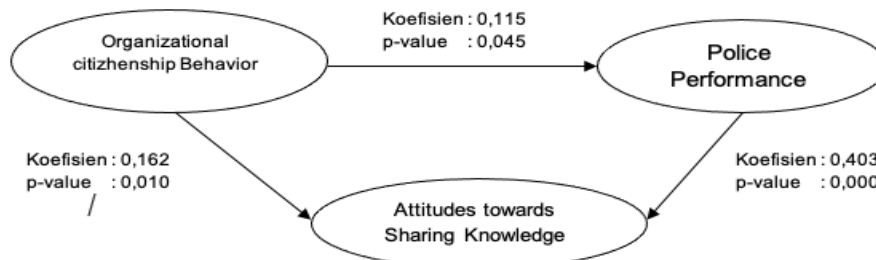 Koefisien : 0,115
p-value : 0,045
Organizational
citizhenship Behavior
Police
Performance
Koefisien : 0,162
p-value : 0,010
/
Koefisien : 0,403
p-value : 0,000
Attitudes towards
Sharing Knowledge